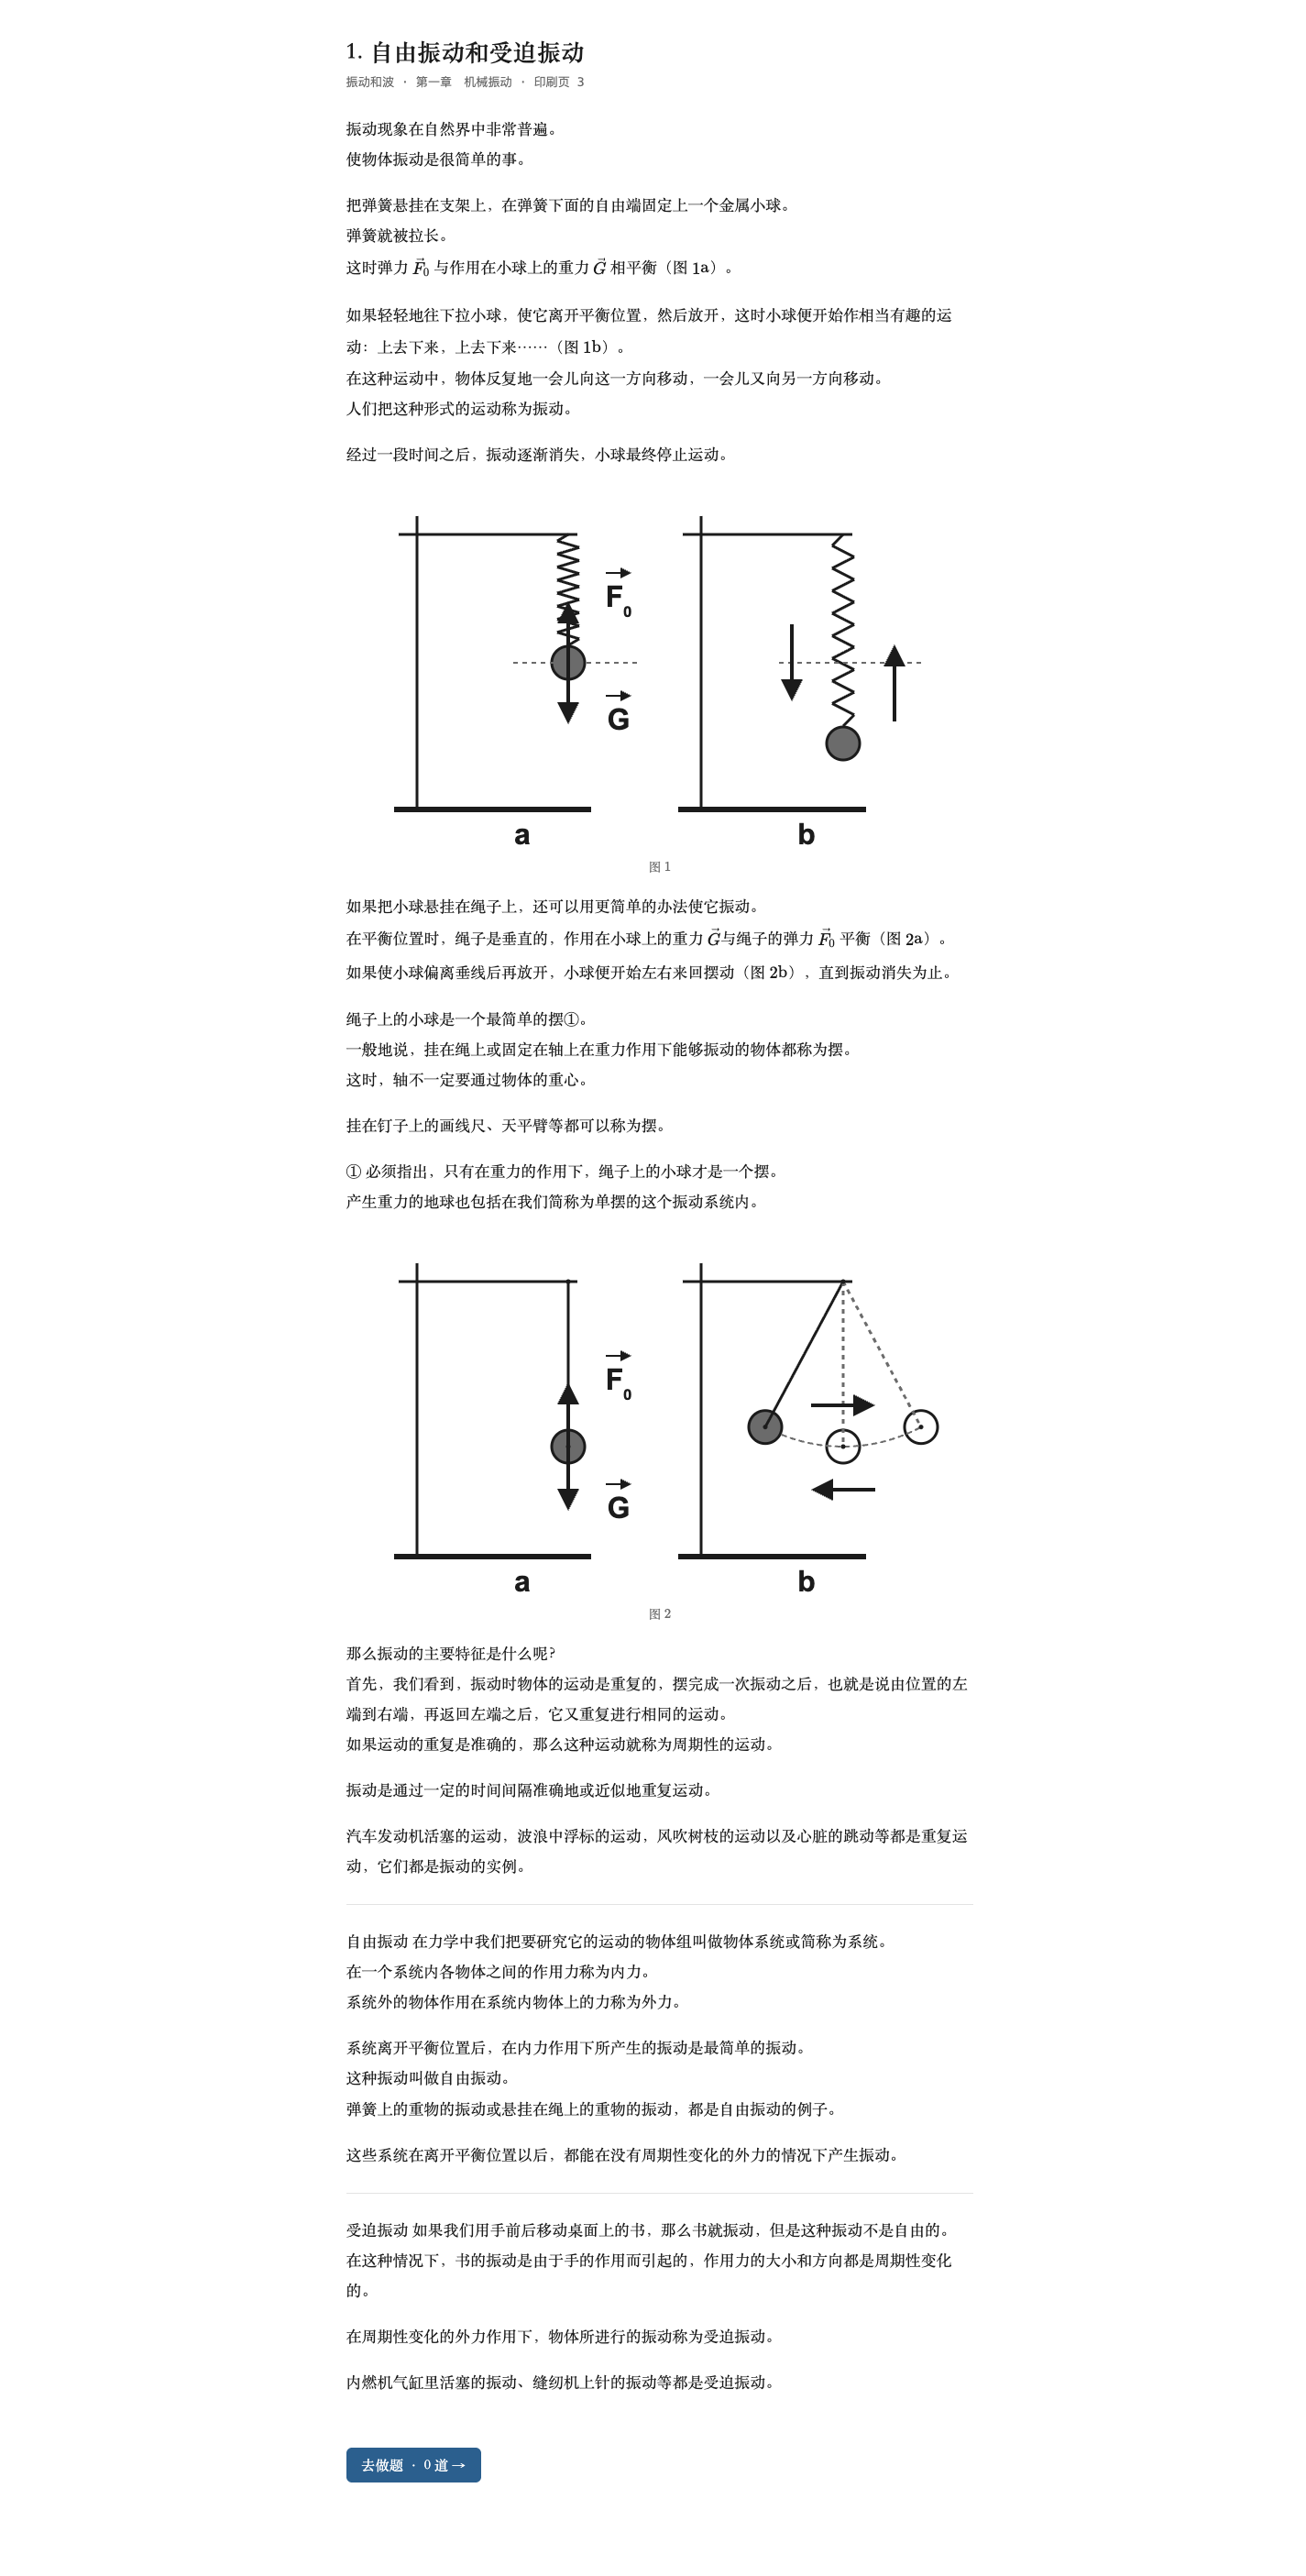 1. 自由振动和受迫振动
振动和波 · 第一章 机械振动 · 印刷页 3
振动现象在自然界中非常普遍。
使物体振动是很简单的事。
把弹簧悬挂在支架上，在弹簧下面的自由端固定上一个金属小球。
弹簧就被拉长。
这时弹力 F⃗₀ 与作用在小球上的重力 G⃗ 相平衡（图 1a）。
如果轻轻地往下拉小球，使它离开平衡位置，然后放开，这时小球便开始作相当有趣的运
动：上去下来，上去下来……（图 1b）。
在这种运动中，物体反复地一会儿向这一方向移动，一会儿又向另一方向移动。
人们把这种形式的运动称为振动。
经过一段时间之后，振动逐渐消失，小球最终停止运动。
F⃗₀
G⃗
a
b
图 1
如果把小球悬挂在绳子上，还可以用更简单的办法使它振动。
在平衡位置时，绳子是垂直的，作用在小球上的重力 G⃗与绳子的弹力 F⃗₀ 平衡（图 2a）。
如果使小球偏离垂线后再放开，小球便开始左右来回摆动（图 2b），直到振动消失为止。
绳子上的小球是一个最简单的摆①。
一般地说，挂在绳上或固定在轴上在重力作用下能够振动的物体都称为摆。
这时，轴不一定要通过物体的重心。
挂在钉子上的画线尺、天平臂等都可以称为摆。
① 必须指出，只有在重力的作用下，绳子上的小球才是一个摆。
产生重力的地球也包括在我们简称为单摆的这个振动系统内。
F⃗₀
G⃗
a
b
图 2
那么振动的主要特征是什么呢？
首先，我们看到，振动时物体的运动是重复的，摆完成一次振动之后，也就是说由位置的左
端到右端，再返回左端之后，它又重复进行相同的运动。
如果运动的重复是准确的，那么这种运动就称为周期性的运动。
振动是通过一定的时间间隔准确地或近似地重复运动。
汽车发动机活塞的运动，波浪中浮标的运动，风吹树枝的运动以及心脏的跳动等都是重复运
动，它们都是振动的实例。
自由振动 在力学中我们把要研究它的运动的物体组叫做物体系统或简称为系统。
在一个系统内各物体之间的作用力称为内力。
系统外的物体作用在系统内物体上的力称为外力。
系统离开平衡位置后，在内力作用下所产生的振动是最简单的振动。
这种振动叫做自由振动。
弹簧上的重物的振动或悬挂在绳上的重物的振动，都是自由振动的例子。
这些系统在离开平衡位置以后，都能在没有周期性变化的外力的情况下产生振动。
受迫振动 如果我们用手前后移动桌面上的书，那么书就振动，但是这种振动不是自由的。
在这种情况下，书的振动是由于手的作用而引起的，作用力的大小和方向都是周期性变化
的。
在周期性变化的外力作用下，物体所进行的振动称为受迫振动。
内燃机气缸里活塞的振动、缝纫机上针的振动等都是受迫振动。
去做题 · 0 道 →